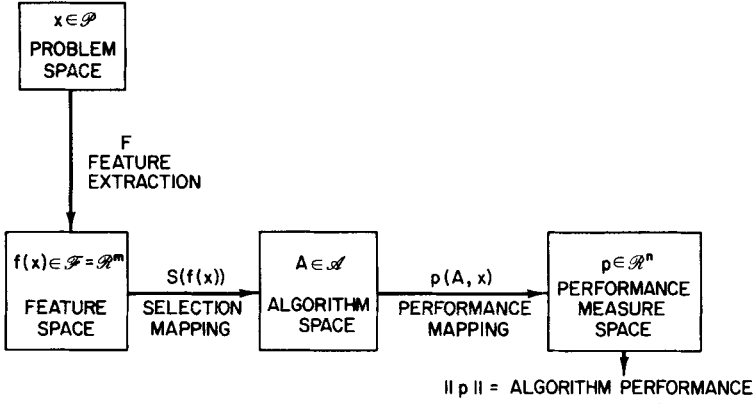 x ∈ 𝒫
PROBLEM
SPACE
F
FEATURE
EXTRACTION
f(x) ∈ ℱ = ℛᵐ
FEATURE
SPACE
S(f(x))
SELECTION
MAPPING
A ∈ 𝒜
ALGORITHM
SPACE
p(A, x)
PERFORMANCE
MAPPING
p ∈ ℛⁿ
PERFORMANCE
MEASURE
SPACE
||p|| = ALGORITHM PERFORMANCE